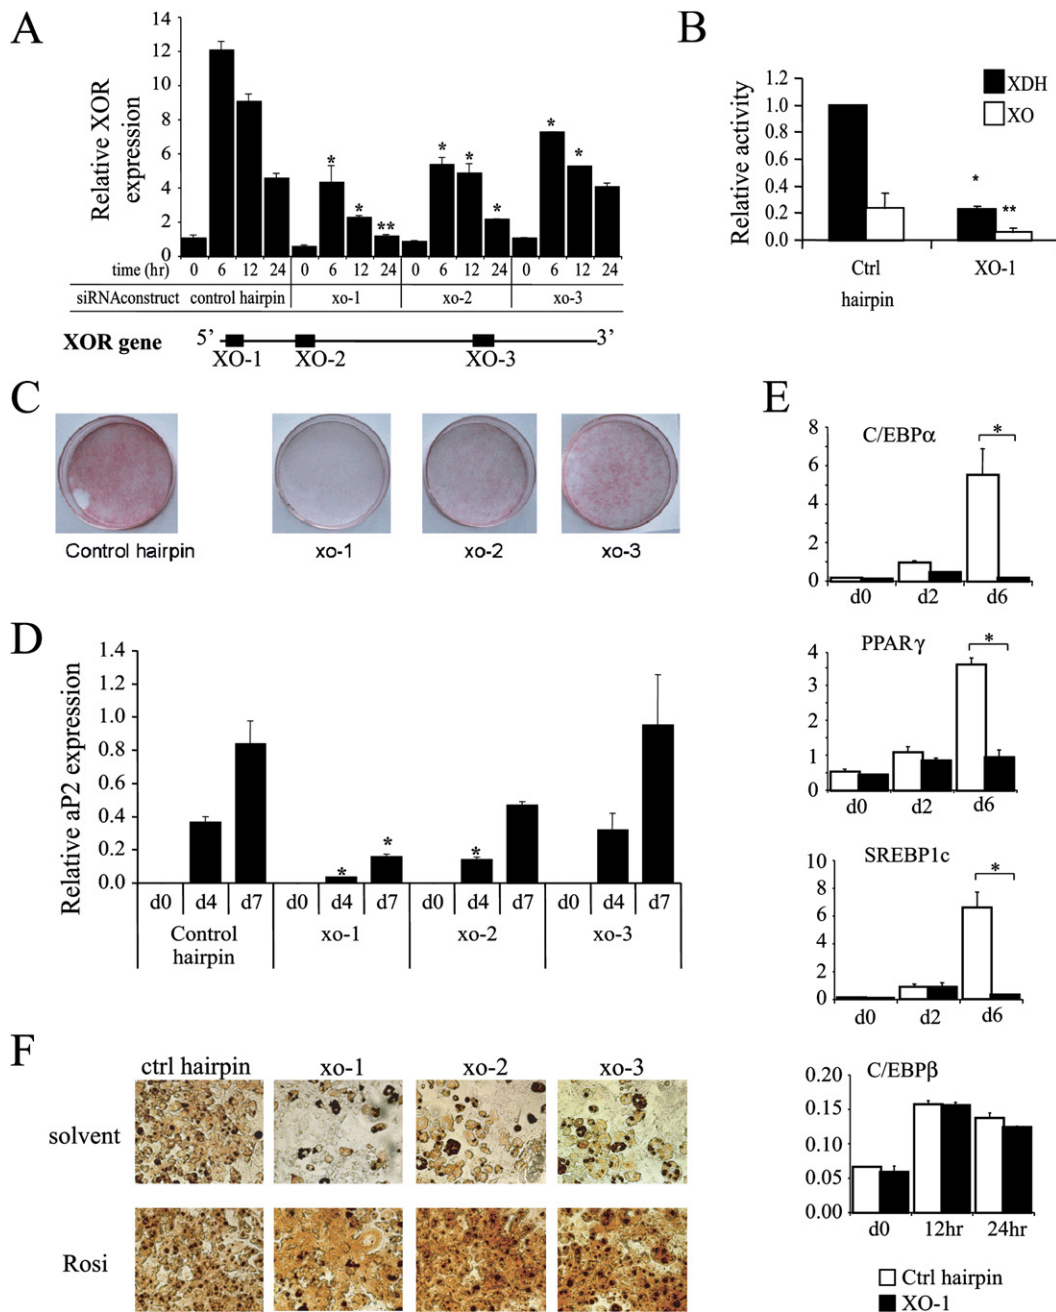 A
Relative XOR
expression
14
12
10
8
6
4
2
0
* * ** * * * * *
0 6 12 24 0 6 12 24 0 6 12 24 0 6 12 24
time (hr)
siRNAconstruct control hairpin xo-1 xo-2 xo-3
XOR gene 5’ 3’
XO-1 XO-2 XO-3
B
Relative activity
1.2
1.0
0.8
0.6
0.4
0.2
0.0
XDH
XO
* **
Ctrl XO-1
hairpin
C
Control hairpin xo-1 xo-2 xo-3
D
Relative aP2 expression
1.4
1.2
1.0
0.8
0.6
0.4
0.2
0.0
* * *
d0 d4 d7 d0 d4 d7 d0 d4 d7 d0 d4 d7
Control xo-1 xo-2 xo-3
hairpin
E
C/EBPα
8
6
4
2
0
*
d0 d2 d6
PPARγ
4
3
2
1
0
*
d0 d2 d6
SREBP1c
10
8
6
4
2
0
*
d0 d2 d6
C/EBPβ
0.20
0.15
0.10
0.05
0.00
d0 12hr 24hr
Ctrl hairpin
XO-1
F
ctrl hairpin xo-1 xo-2 xo-3
solvent
Rosi